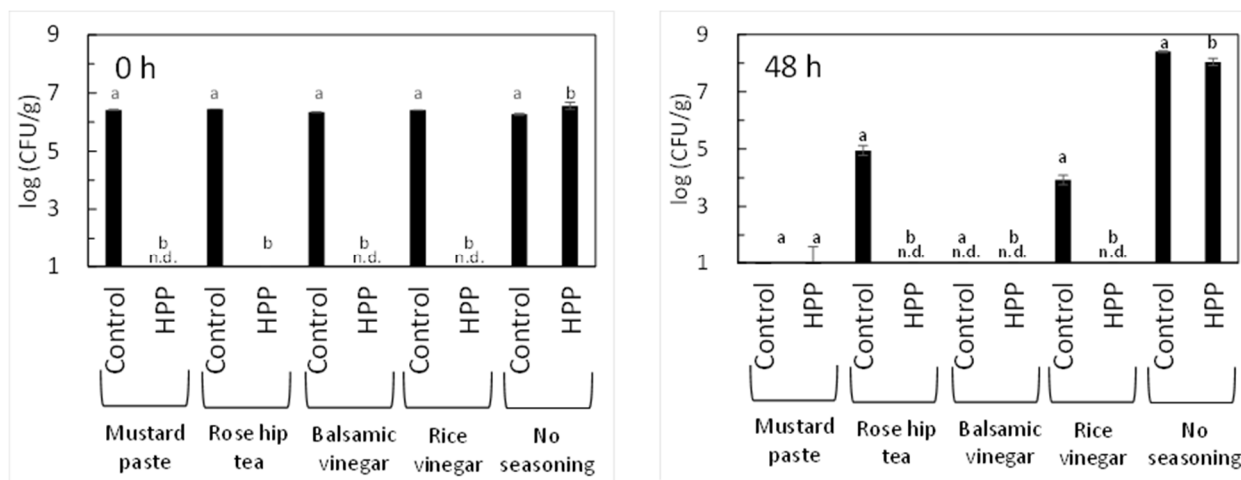 0 h
log (CFU/g)
9
7
5
3
1
a
b
n.d.
a
b
a
b
n.d.
a
b
n.d.
a
b
Control
HPP
Control
HPP
Control
HPP
Control
HPP
Control
HPP
Mustard paste
Rose hip tea
Balsamic vinegar
Rice vinegar
No seasoning
48 h
log (CFU/g)
9
7
5
3
1
a
a
a
b
n.d.
a
n.d.
b
n.d.
a
b
n.d.
a
b
Control
HPP
Control
HPP
Control
HPP
Control
HPP
Control
HPP
Mustard
paste
Rose hip
tea
Balsamic
vinegar
Rice
vinegar
No
seasoning